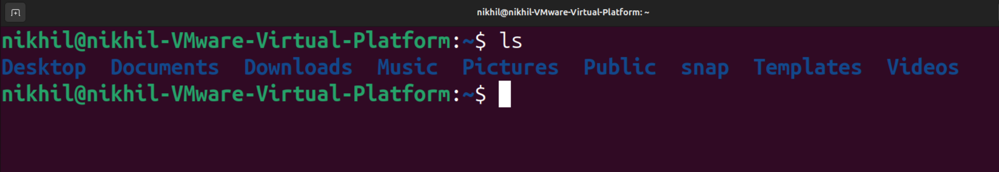 nikhil@nikhil-VMware-Virtual-Platform: ~
nikhil@nikhil-VMware-Virtual-Platform:~$ ls
Desktop  Documents  Downloads  Music  Pictures  Public  snap  Templates  Videos
nikhil@nikhil-VMware-Virtual-Platform:~$